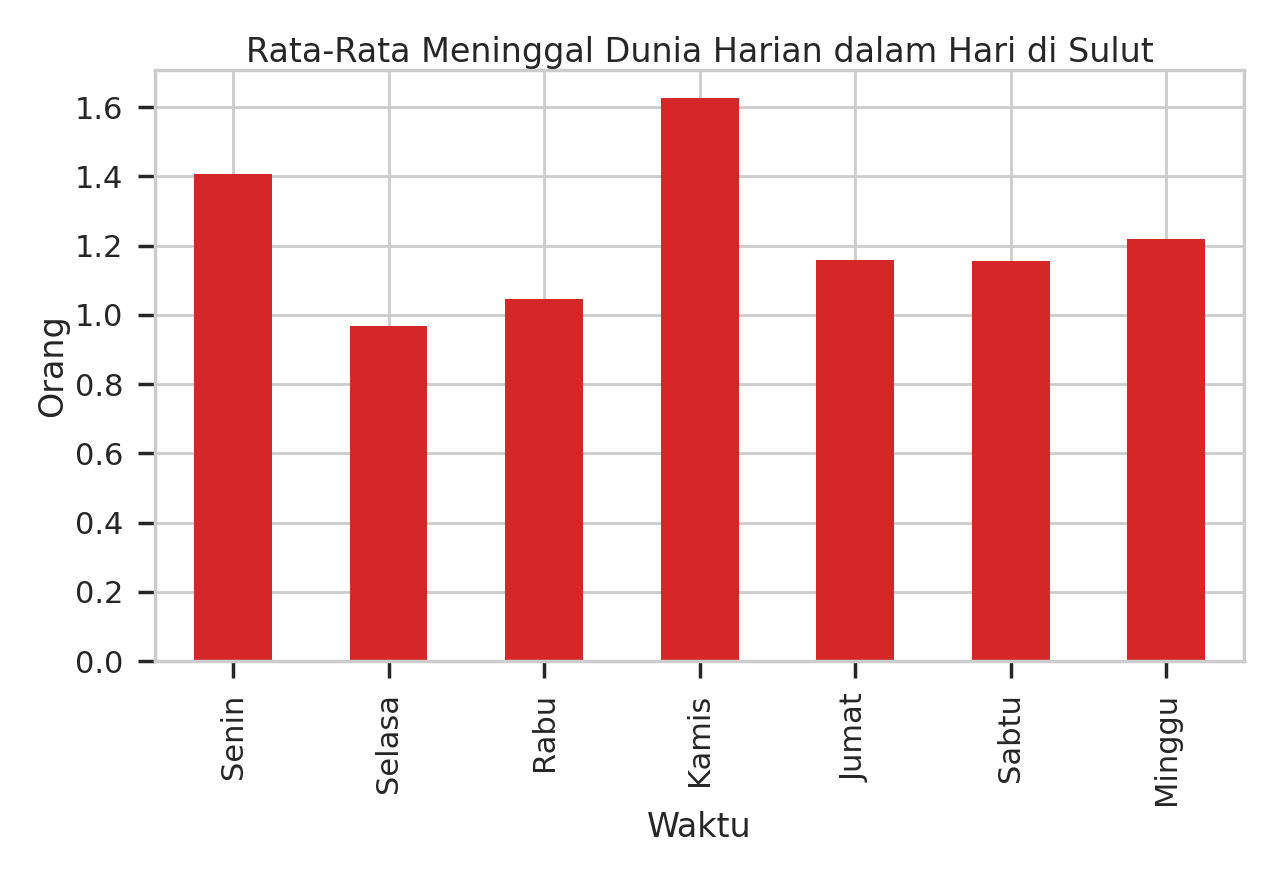 Rata-Rata Meninggal Dunia Harian dalam Hari di Sulut
Orang
1.6
1.4
1.2
1.0
0.8
0.6
0.4
0.2
0.0
Senin
Selasa
Rabu
Kamis
Jumat
Sabtu
Minggu
Waktu